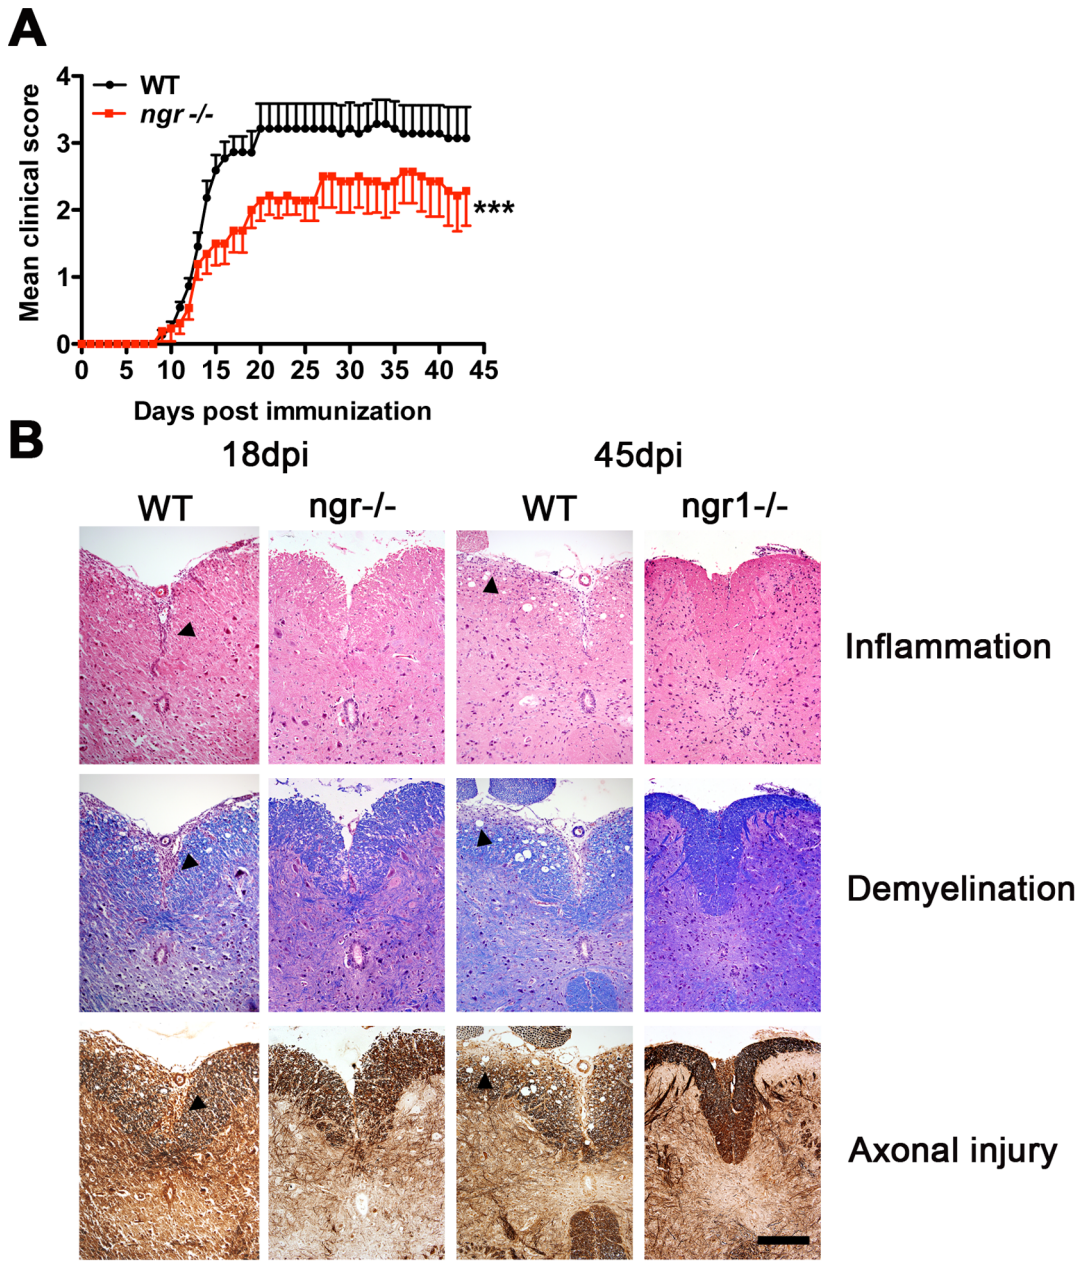 A
4
3
2
1
0
Mean clinical score
WT
ngr -/-
***
0 5 10 15 20 25 30 35 40 45
Days post immunization
B
18dpi 45dpi
WT ngr-/- WT ngr1-/-
Inflammation
Demyelination
Axonal injury